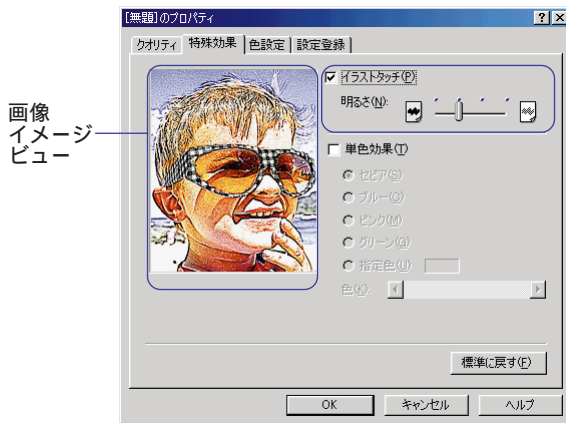 [無題]のプロパティ
クオリティ 特殊効果 色設定 設定登録
画像
イメージ
ビュー
イラストタッチ(P)
明るさ(N):
単色効果(T)
セピア(S)
ブルー(O)
ピンク(M)
グリーン(G)
指定色(U)
色(K):
標準に戻す(F)
OK キャンセル ヘルプ